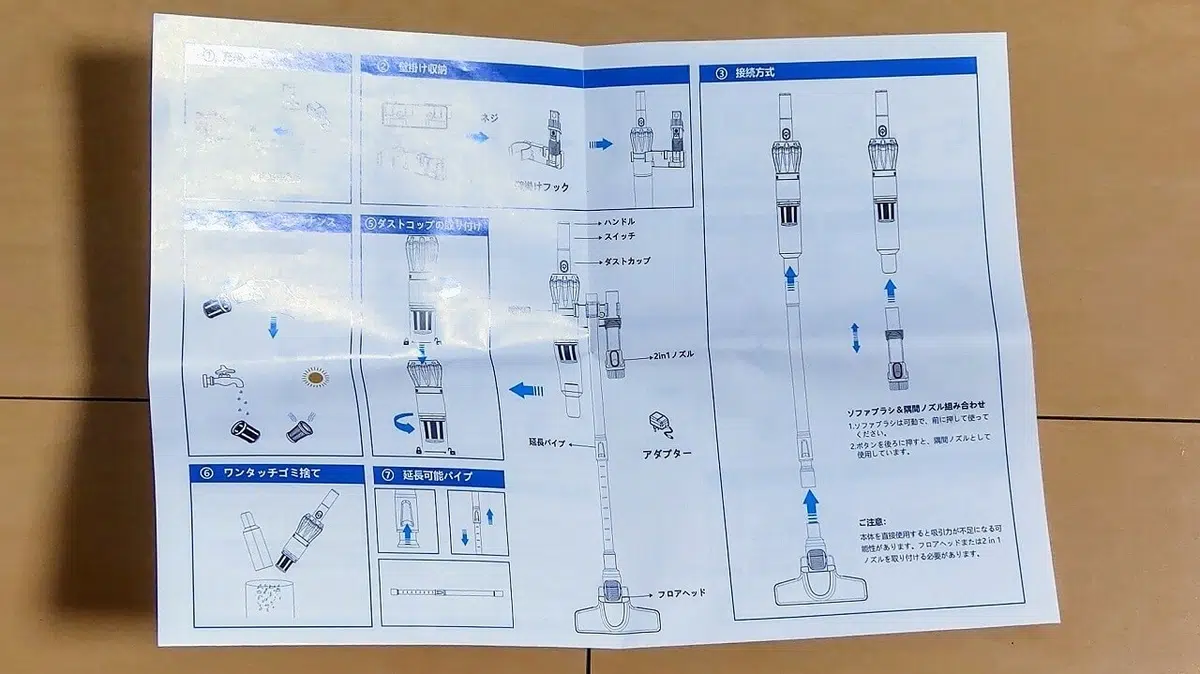 ①
② 壁掛け収納
ネジ
壁掛けフック
③ 接続方式
ナンス
⑤ダストコップの取り付け
ハンドル
スイッチ
ダストカップ
2in1ノズル
延長パイプ
アダプター
フロアヘッド
ソファブラシ＆隅間ノズル組み合わせ
1.ソファブラシは可動で、前に押して使って
ください。
2.ボタンを後ろに押すと、隅間ノズルとして
使用しています。
ご注意:
本体を直接使用すると吸引力が不足になる可
能性があります。フロアヘッドまたは2 in 1
ノズルを取り付ける必要があります。
⑥ ワンタッチゴミ捨て
⑦ 延長可能パイプ